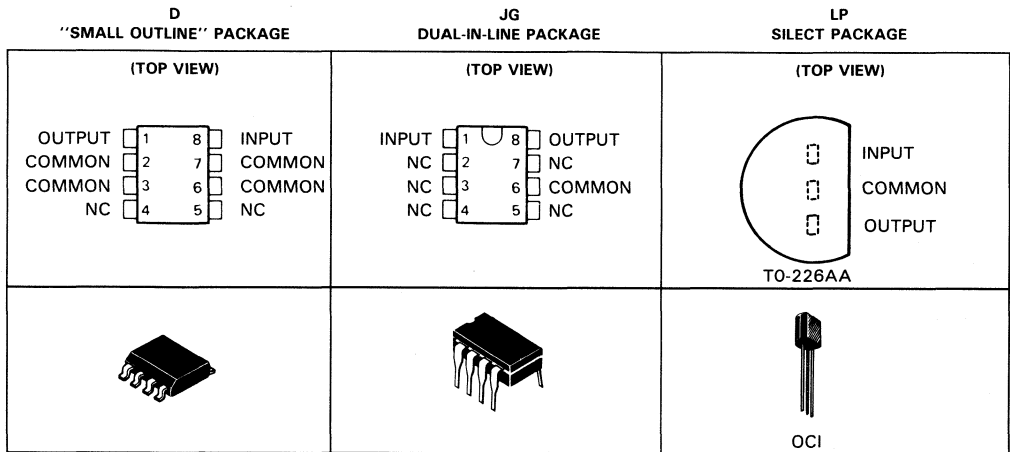 D
"SMALL OUTLINE" PACKAGE
JG
DUAL-IN-LINE PACKAGE
LP
SILECT PACKAGE
(TOP VIEW)
OUTPUT 1 8 INPUT
COMMON 2 7 COMMON
COMMON 3 6 COMMON
NC 4 5 NC
(TOP VIEW)
INPUT 1 8 OUTPUT
NC 2 7 NC
NC 3 6 COMMON
NC 4 5 NC
(TOP VIEW)
INPUT
COMMON
OUTPUT
TO-226AA
OCI